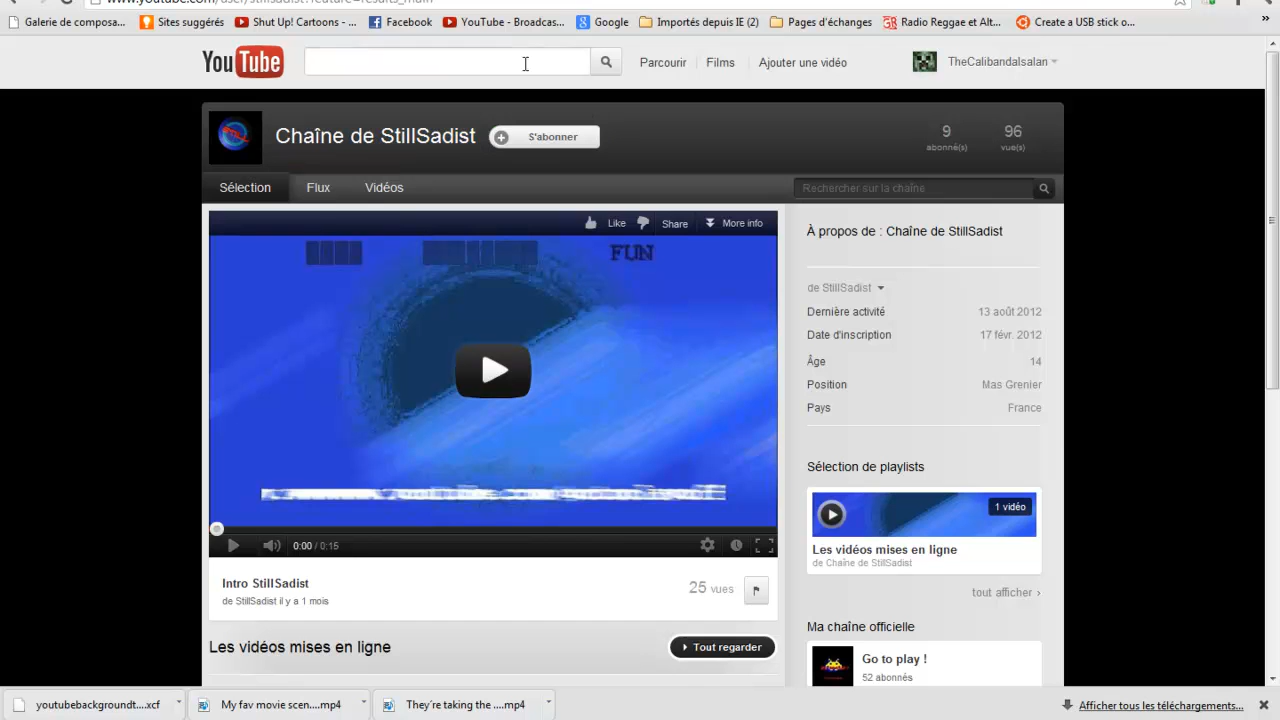 www.youtube.com/user/stillsadist?feature=results_main
Galerie de composa...
Sites suggérés
Shut Up! Cartoons - ...
Facebook
YouTube - Broadcas...
Google
Importés depuis IE (2)
Pages d'échanges
Radio Reggae et Alt...
Create a USB stick o...
»
YouTube
Parcourir
Films
Ajouter une vidéo
TheCalibandalsalan
Chaîne de StillSadist
S'abonner
9
abonné(s)
96
vue(s)
Sélection
Flux
Vidéos
Rechercher sur la chaîne
Like
Share
More info
FUN
0:00 / 0:15
Intro StillSadist
de StillSadist il y a 1 mois
25 vues
Les vidéos mises en ligne
Tout regarder
À propos de : Chaîne de StillSadist
de StillSadist
Dernière activité 13 août 2012
Date d'inscription 17 févr. 2012
Âge 14
Position Mas Grenier
Pays France
Sélection de playlists
1 vidéo
Les vidéos mises en ligne
de Chaîne de StillSadist
tout afficher ›
Ma chaîne officielle
Go to play !
52 abonnés
youtubebackgroundt....xcf
My fav movie scen....mp4
They're taking the ....mp4
Afficher tous les téléchargements...